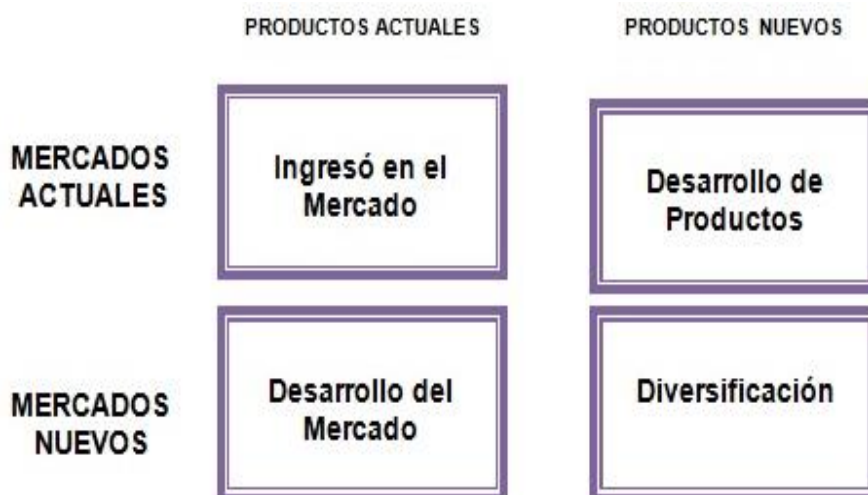 PRODUCTOS ACTUALES
PRODUCTOS NUEVOS
MERCADOS
ACTUALES
Ingresó en el
Mercado
Desarrollo de
Productos
MERCADOS
NUEVOS
Desarrollo del
Mercado
Diversificación